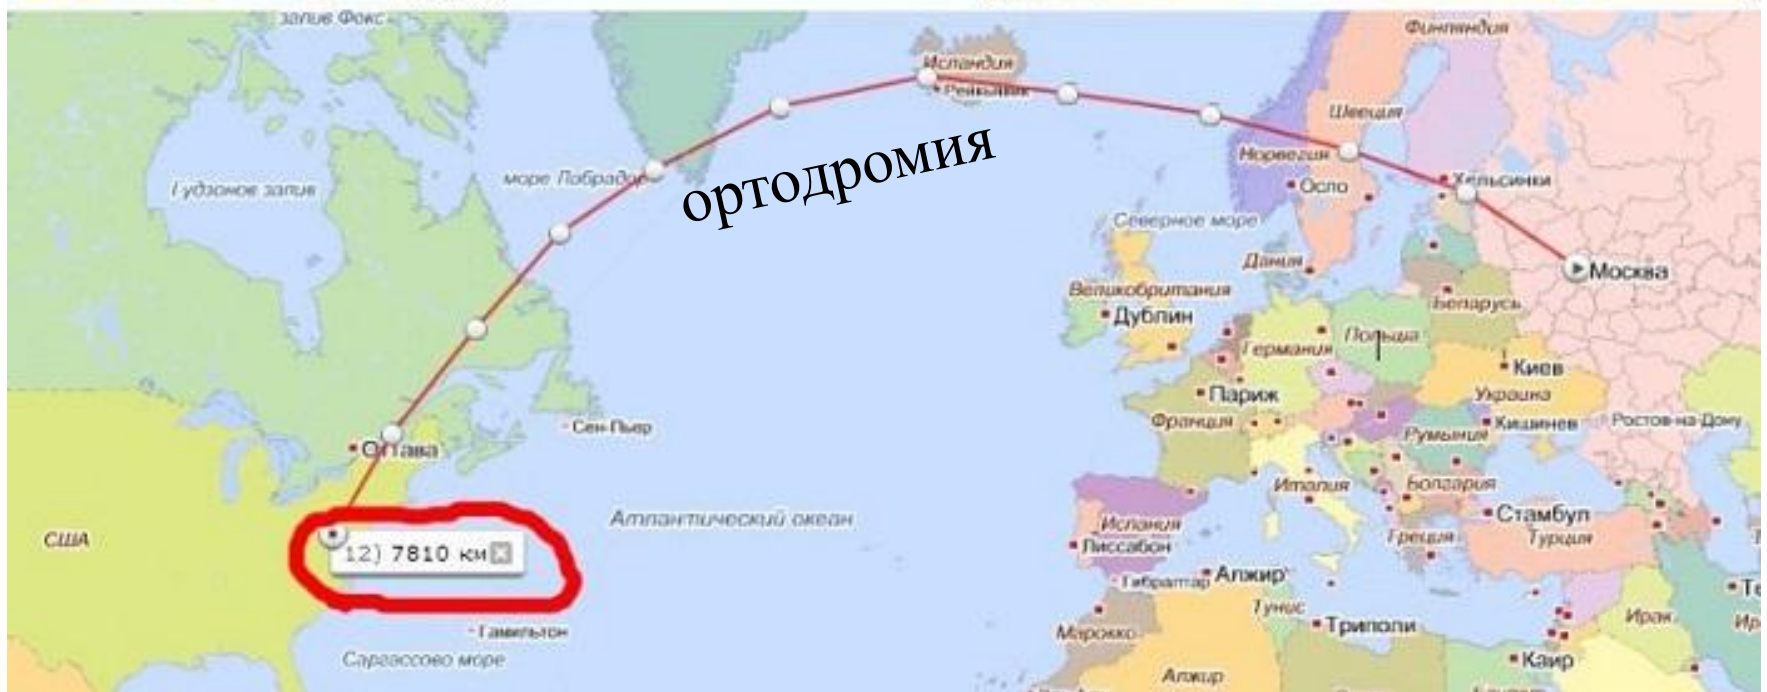 залив Фокс
Финляндия
Исландия
Рейкьявик
Швеция
Норвегия
Хельсинки
Осло
море Лабрадор
Гудзонов залив
ортодромия
Северное море
Дания
Москва
Великобритания
Беларусь
Дублин
Польша
Германия
Киев
Париж
Украина
Франция
Сен-Пьер
Румыния
Кишинев
Ростов-на-Дону
Оттава
Италия
Болгария
Атлантический океан
Испания
Стамбул
США
Лиссабон
Греция
Турция
12) 7810 км
Гибралтар
Алжир
Тунис
Ирак
Гамильтон
Марокко
Триполи
Саргассово море
Каир
Алжир